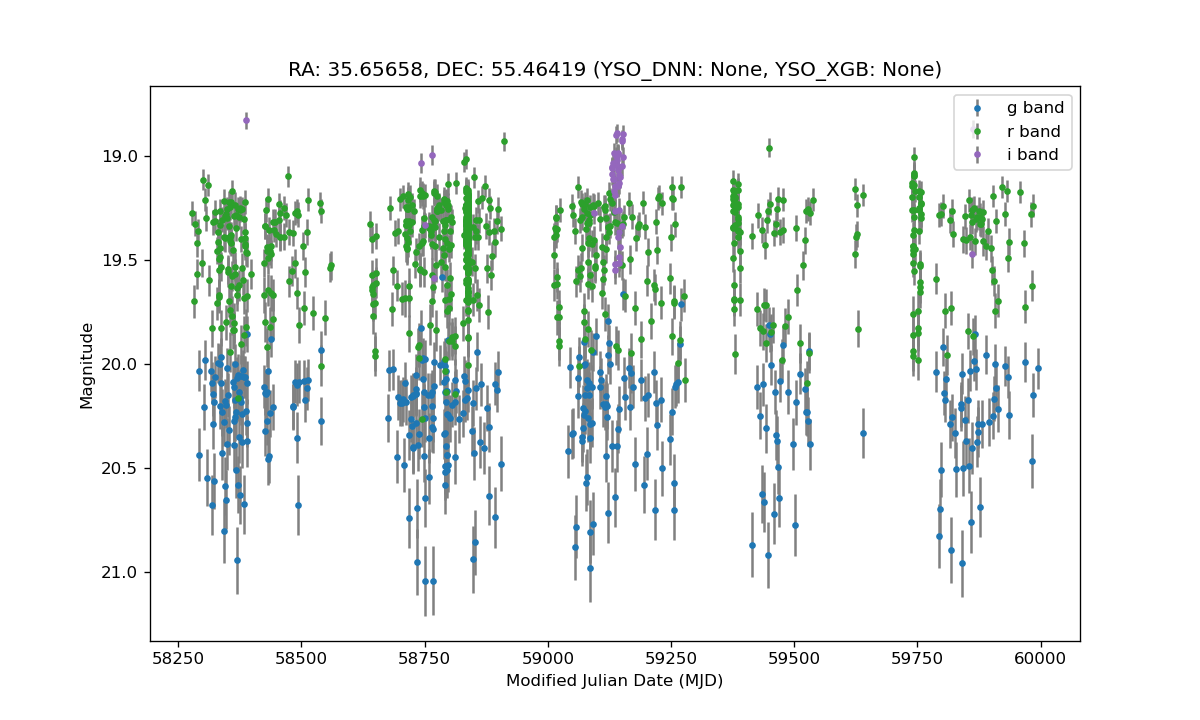 RA: 35.65658, DEC: 55.46419 (YSO_DNN: None, YSO_XGB: None)
g band
r band
i band
19.0
19.5
20.0
20.5
21.0
Magnitude
58250 58500 58750 59000 59250 59500 59750 60000
Modified Julian Date (MJD)